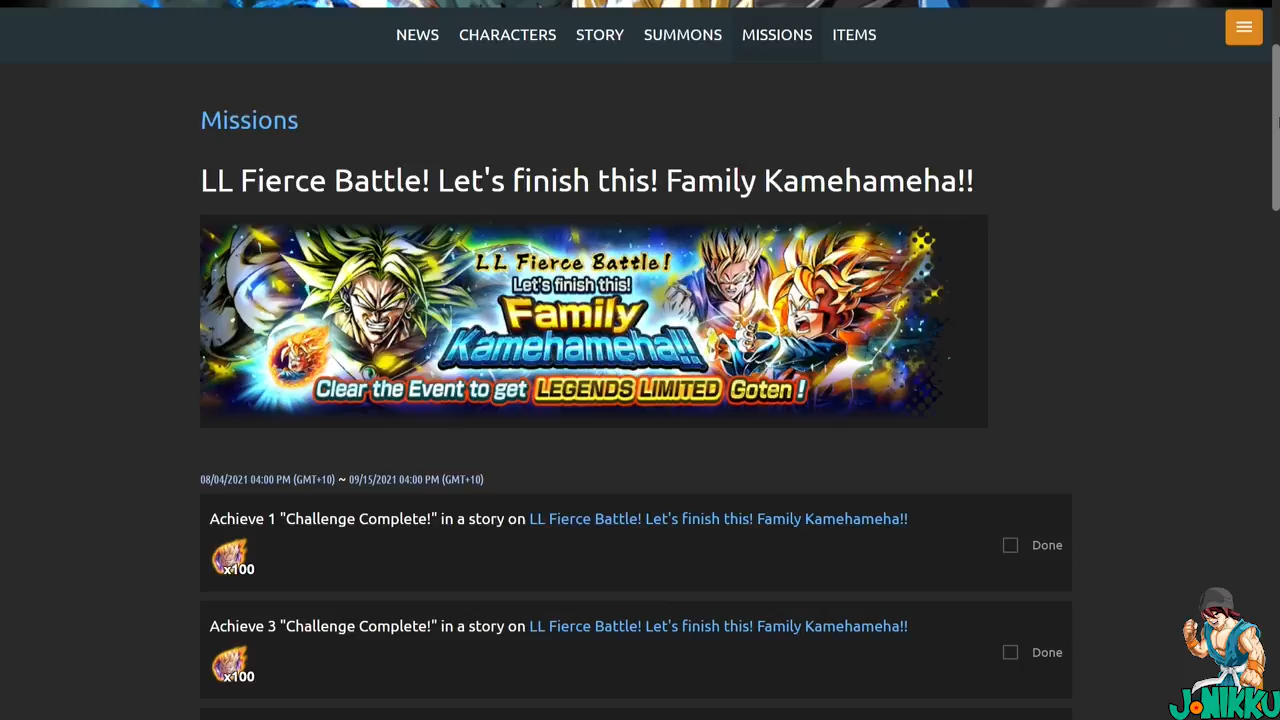 NEWS CHARACTERS STORY SUMMONS MISSIONS ITEMS
Missions
LL Fierce Battle! Let's finish this! Family Kamehameha!!
LL Fierce Battle!
Let's finish this!
Family
Kamehameha!!
Clear the Event to get LEGENDS LIMITED Goten!
08/04/2021 04:00 PM (GMT+10) ~ 09/15/2021 04:00 PM (GMT+10)
Achieve 1 "Challenge Complete!" in a story on LL Fierce Battle! Let's finish this! Family Kamehameha!!
Done
x100
Achieve 3 "Challenge Complete!" in a story on LL Fierce Battle! Let's finish this! Family Kamehameha!!
Done
x100
JONIKKU